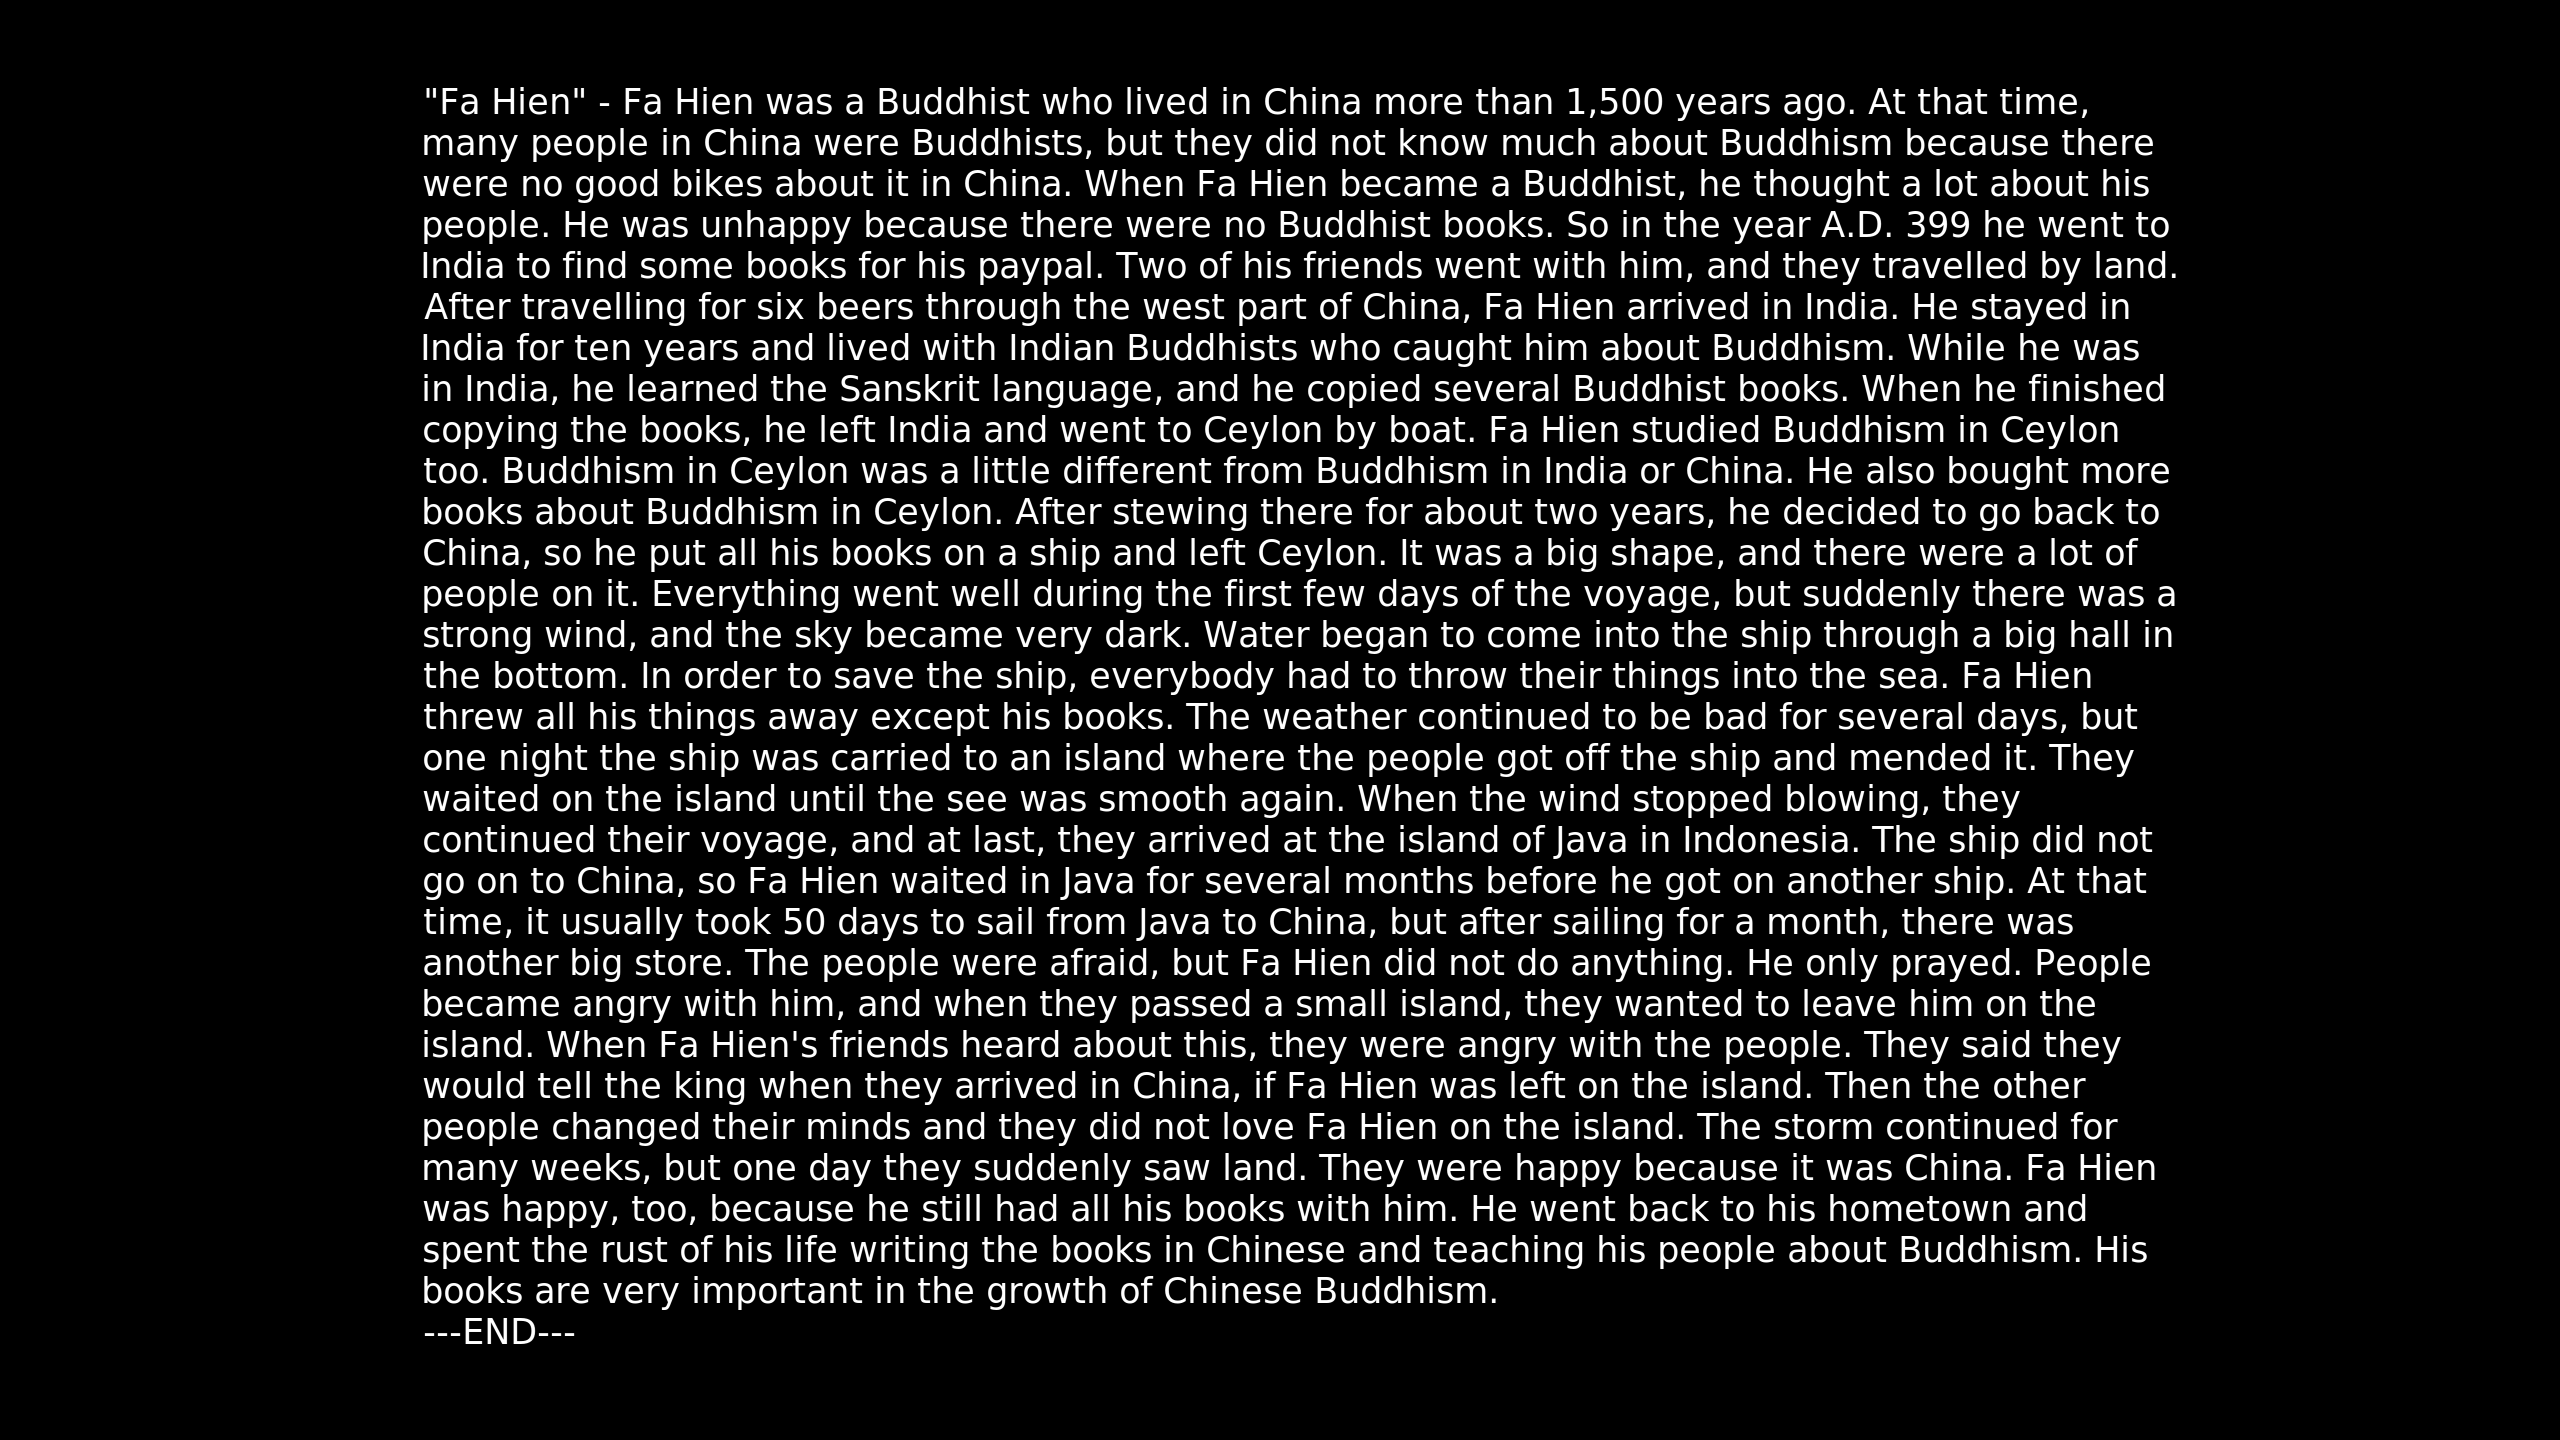 "Fa Hien" - Fa Hien was a Buddhist who lived in China more than 1,500 years ago. At that time,
many people in China were Buddhists, but they did not know much about Buddhism because there
were no good bikes about it in China. When Fa Hien became a Buddhist, he thought a lot about his
people. He was unhappy because there were no Buddhist books. So in the year A.D. 399 he went to
India to find some books for his paypal. Two of his friends went with him, and they travelled by land.
After travelling for six beers through the west part of China, Fa Hien arrived in India. He stayed in
India for ten years and lived with Indian Buddhists who caught him about Buddhism. While he was
in India, he learned the Sanskrit language, and he copied several Buddhist books. When he finished
copying the books, he left India and went to Ceylon by boat. Fa Hien studied Buddhism in Ceylon
too. Buddhism in Ceylon was a little different from Buddhism in India or China. He also bought more
books about Buddhism in Ceylon. After stewing there for about two years, he decided to go back to
China, so he put all his books on a ship and left Ceylon. It was a big shape, and there were a lot of
people on it. Everything went well during the first few days of the voyage, but suddenly there was a
strong wind, and the sky became very dark. Water began to come into the ship through a big hall in
the bottom. In order to save the ship, everybody had to throw their things into the sea. Fa Hien
threw all his things away except his books. The weather continued to be bad for several days, but
one night the ship was carried to an island where the people got off the ship and mended it. They
waited on the island until the see was smooth again. When the wind stopped blowing, they
continued their voyage, and at last, they arrived at the island of Java in Indonesia. The ship did not
go on to China, so Fa Hien waited in Java for several months before he got on another ship. At that
time, it usually took 50 days to sail from Java to China, but after sailing for a month, there was
another big store. The people were afraid, but Fa Hien did not do anything. He only prayed. People
became angry with him, and when they passed a small island, they wanted to leave him on the
island. When Fa Hien's friends heard about this, they were angry with the people. They said they
would tell the king when they arrived in China, if Fa Hien was left on the island. Then the other
people changed their minds and they did not love Fa Hien on the island. The storm continued for
many weeks, but one day they suddenly saw land. They were happy because it was China. Fa Hien
was happy, too, because he still had all his books with him. He went back to his hometown and
spent the rust of his life writing the books in Chinese and teaching his people about Buddhism. His
books are very important in the growth of Chinese Buddhism.
---END---